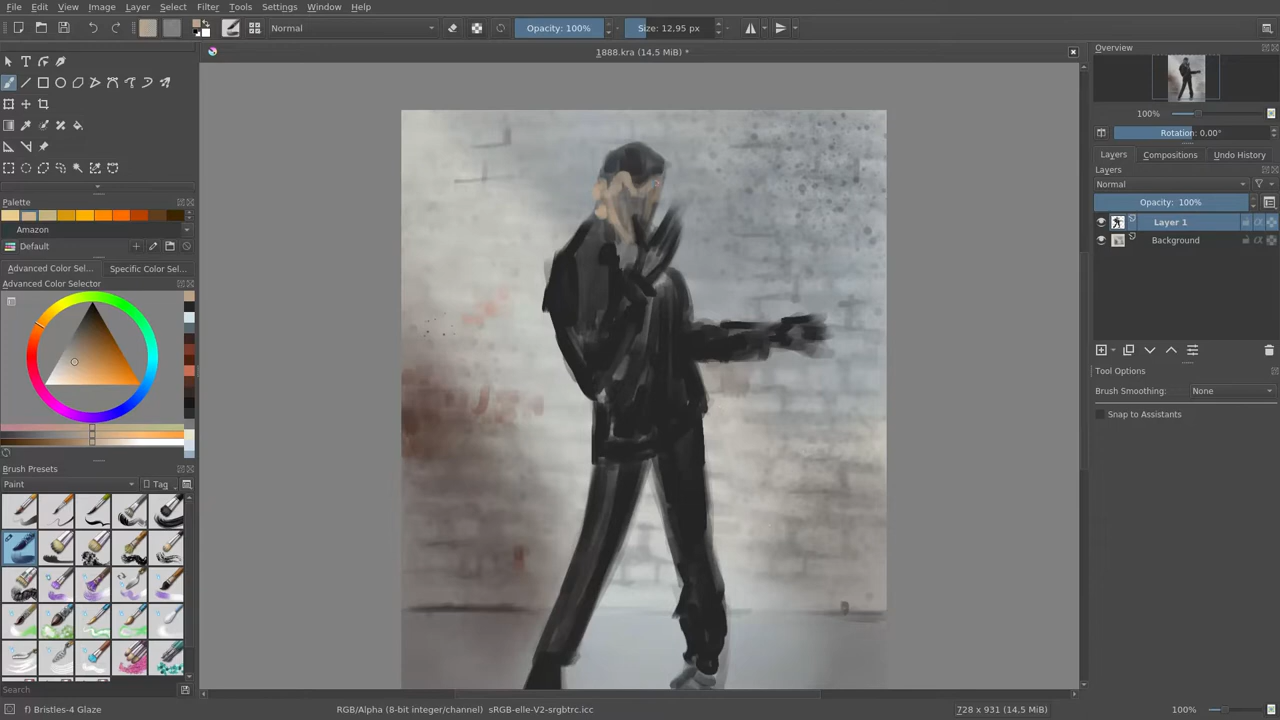 File Edit View Image Layer Select Filter Tools Settings Window Help
Normal Opacity: 100% Size: 12,95 px
1888.kra (14,5 MiB) *
Overview
100%
Rotation: 0,00°
Layers Compositions Undo History
Layers
Normal
Opacity: 100%
Layer 1
Background
Tool Options
Brush Smoothing: None
Snap to Assistants
Palette
Amazon
Default
Advanced Color Sel... Specific Color Sel...
Advanced Color Selector
Brush Presets
Paint Tag
Search
f) Bristles-4 Glaze RGB/Alpha (8-bit integer/channel) sRGB-elle-V2-srgbtrc.icc 728 x 931 (14,5 MiB) 100%